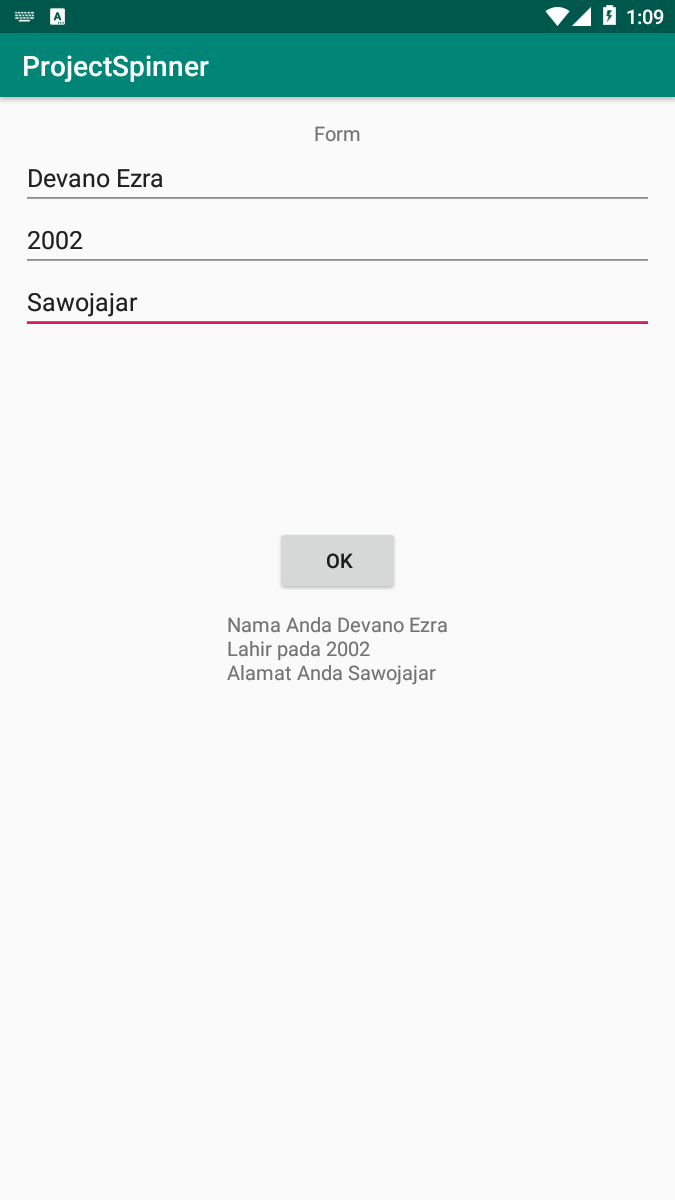 1:09
ProjectSpinner
Form
Devano Ezra
2002
Sawojajar
OK
Nama Anda Devano Ezra
Lahir pada 2002
Alamat Anda Sawojajar